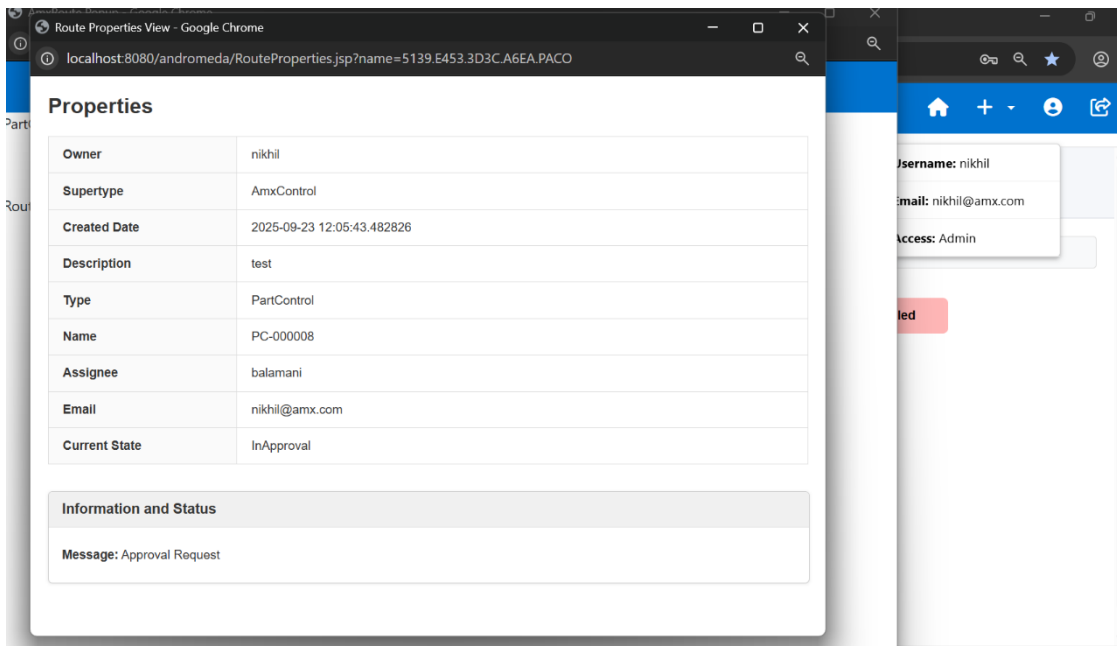 Route Properties View - Google Chrome
localhost:8080/andromeda/RouteProperties.jsp?name=5139.E453.3D3C.A6EA.PACO
Properties
Owner nikhil
Supertype AmxControl
Created Date 2025-09-23 12:05:43.482826
Description test
Type PartControl
Name PC-000008
Assignee balamani
Email nikhil@amx.com
Current State InApproval
Information and Status
Message: Approval Request
Username: nikhil
Email: nikhil@amx.com
Access: Admin